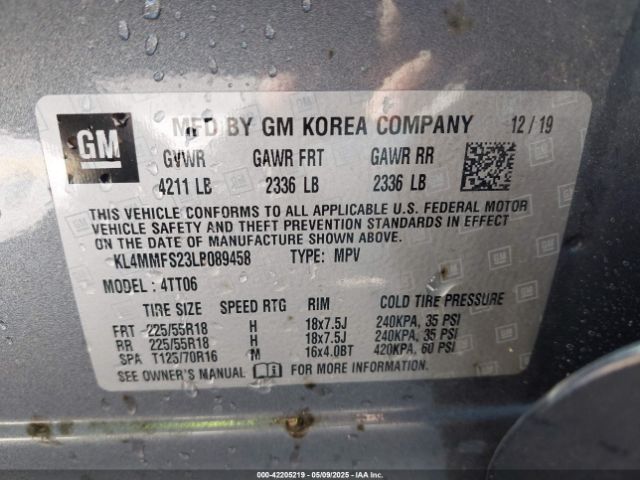 GM
MFD BY GM KOREA COMPANY 12 / 19
GVWR GAWR FRT GAWR RR
4211 LB 2336 LB 2336 LB
THIS VEHICLE CONFORMS TO ALL APPLICABLE U.S. FEDERAL MOTOR
VEHICLE SAFETY AND THEFT PREVENTION STANDARDS IN EFFECT
ON THE DATE OF MANUFACTURE SHOWN ABOVE.
KL4MMFS23LB089458 TYPE: MPV
MODEL: 4TT06
TIRE SIZE SPEED RTG RIM COLD TIRE PRESSURE
FRT - 225/55R18 H 18x7.5J 240KPA, 35 PSI
RR - 225/55R18 H 18x7.5J 240KPA, 35 PSI
SPA T125/70R16 M 16x4.0BT 420KPA, 60 PSI
SEE OWNER'S MANUAL FOR MORE INFORMATION.
000-42205219 - 05/09/2025 - IAAI (ACV)